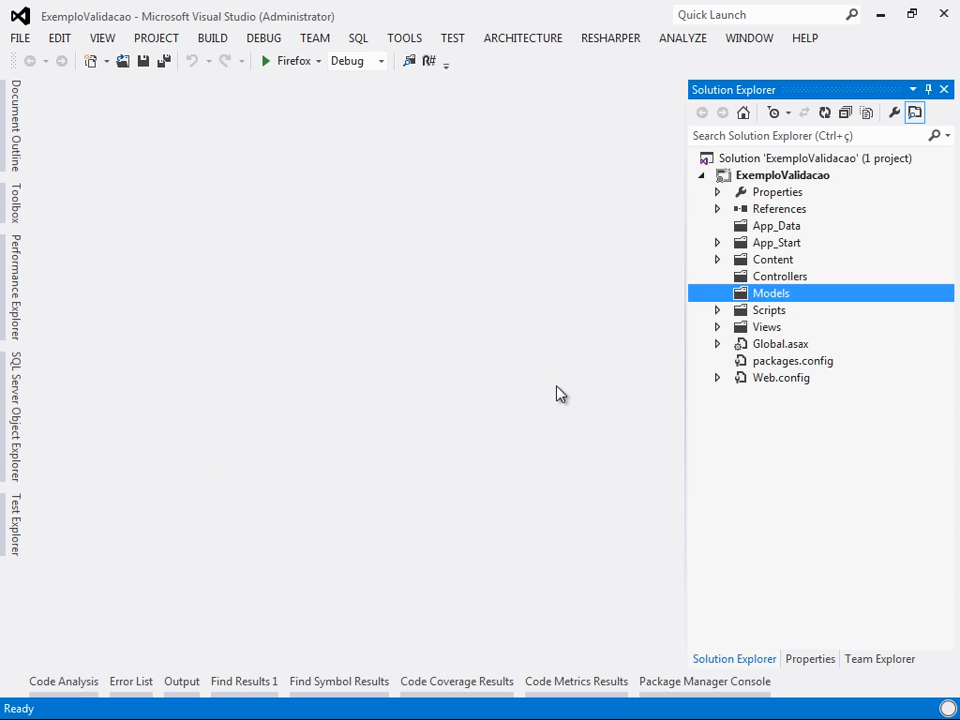 ExemploValidacao - Microsoft Visual Studio (Administrator)
Quick Launch
FILE EDIT VIEW PROJECT BUILD DEBUG TEAM SQL TOOLS TEST ARCHITECTURE RESHARPER ANALYZE WINDOW HELP
Firefox Debug R#
Document Outline
Toolbox
Performance Explorer
SQL Server Object Explorer
Test Explorer
Solution Explorer
Search Solution Explorer (Ctrl+ç)
Solution 'ExemploValidacao' (1 project)
ExemploValidacao
Properties
References
App_Data
App_Start
Content
Controllers
Models
Scripts
Views
Global.asax
packages.config
Web.config
Solution Explorer Properties Team Explorer
Code Analysis Error List Output Find Results 1 Find Symbol Results Code Coverage Results Code Metrics Results Package Manager Console
Ready